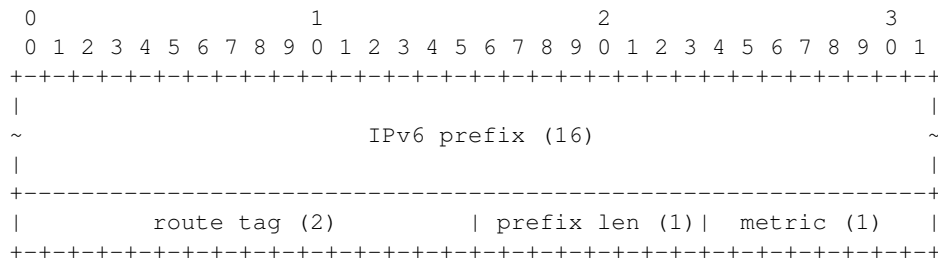 0                   1                   2                   3
 0 1 2 3 4 5 6 7 8 9 0 1 2 3 4 5 6 7 8 9 0 1 2 3 4 5 6 7 8 9 0 1
+-+-+-+-+-+-+-+-+-+-+-+-+-+-+-+-+-+-+-+-+-+-+-+-+-+-+-+-+-+-+-+-+
|                                                               |
~                        IPv6 prefix (16)                       ~
|                                                               |
+---------------------------------------------------------------+
|         route tag (2)         | prefix len (1)|  metric (1)   |
+-+-+-+-+-+-+-+-+-+-+-+-+-+-+-+-+-+-+-+-+-+-+-+-+-+-+-+-+-+-+-+-+